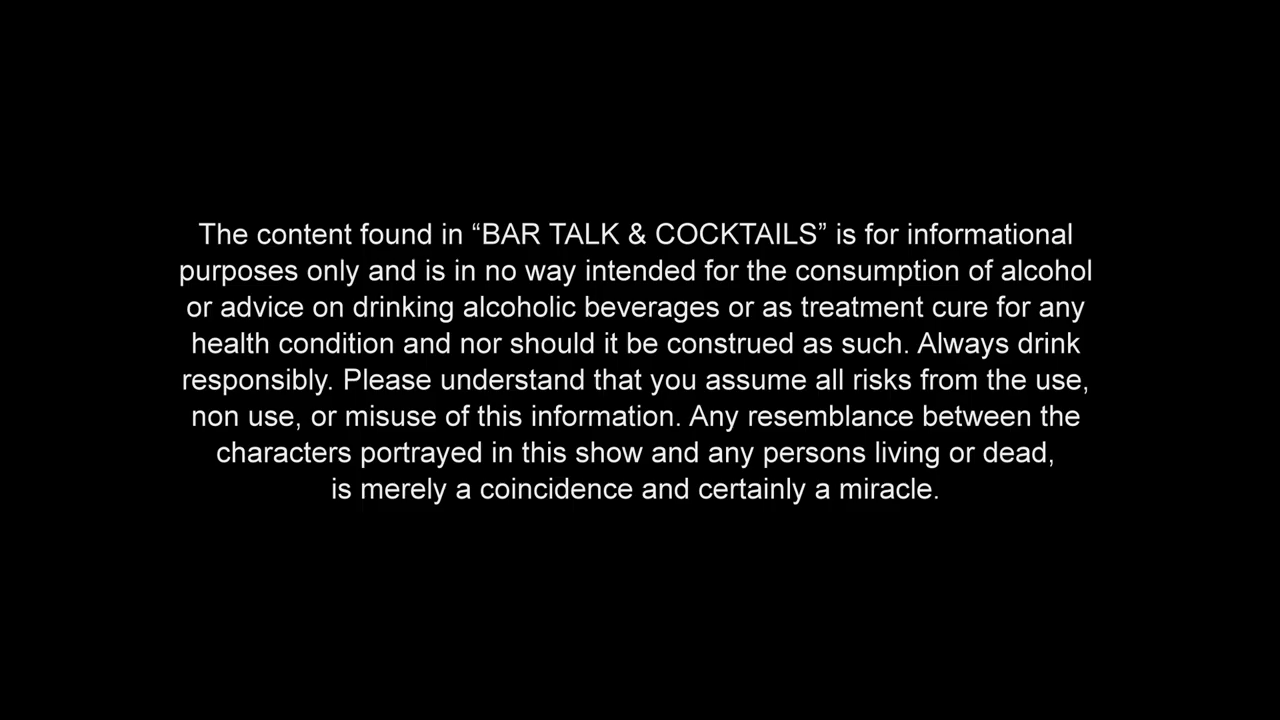 The content found in “BAR TALK & COCKTAILS” is for informational
purposes only and is in no way intended for the consumption of alcohol
or advice on drinking alcoholic beverages or as treatment cure for any
health condition and nor should it be construed as such. Always drink
responsibly. Please understand that you assume all risks from the use,
non use, or misuse of this information. Any resemblance between the
characters portrayed in this show and any persons living or dead,
is merely a coincidence and certainly a miracle.